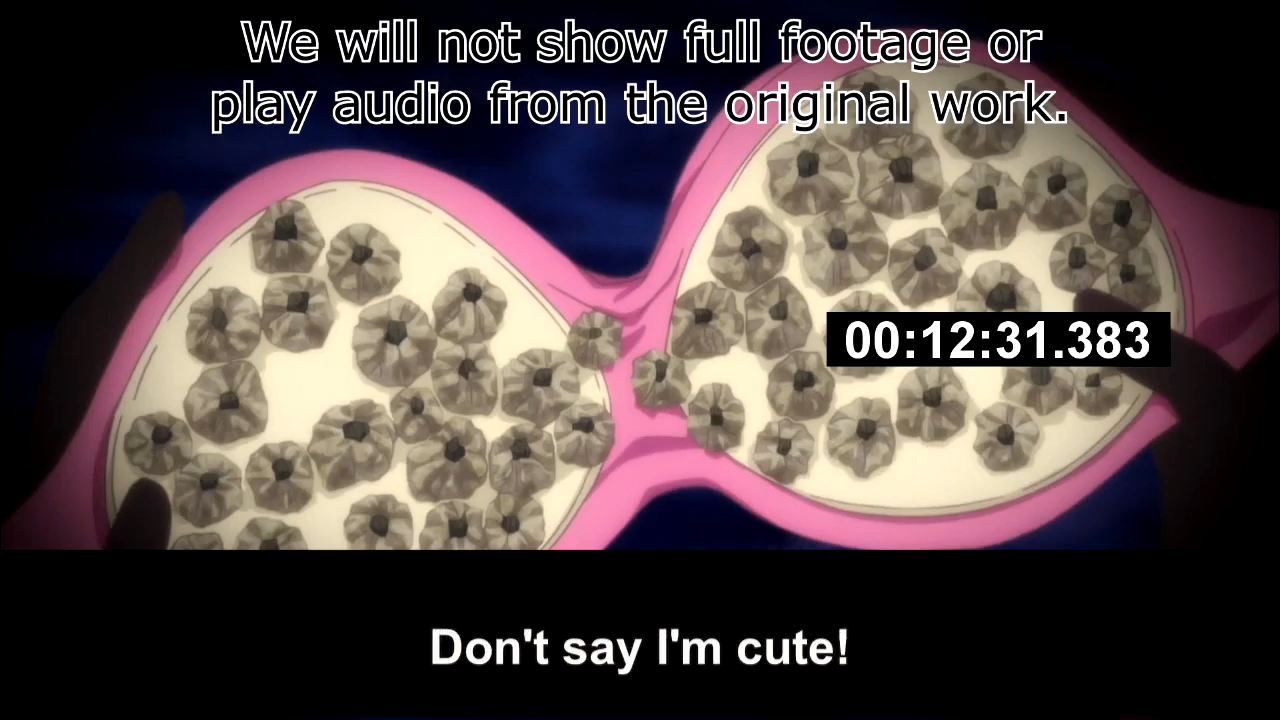 We will not show full footage or
play audio from the original work.
00:12:31.383
Don't say I'm cute!